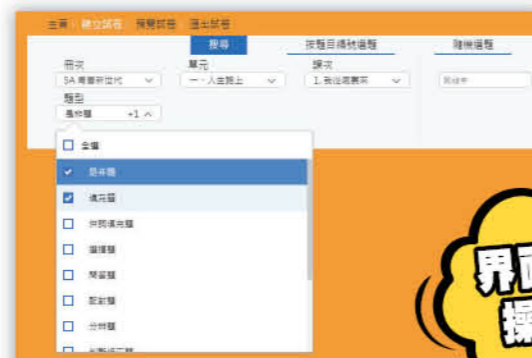 主頁 建立試卷 預覽試卷 匯出試卷
搜尋 按題目編號選題 隨機選題
冊次 單元 課次
5A 周書新世代 一、人生路上 1. 我從哪裏來
題型
是非題 +1
全選
是非題
填充題
供詞填充題
選擇題
問答題
配對題
分辨題
界面
操